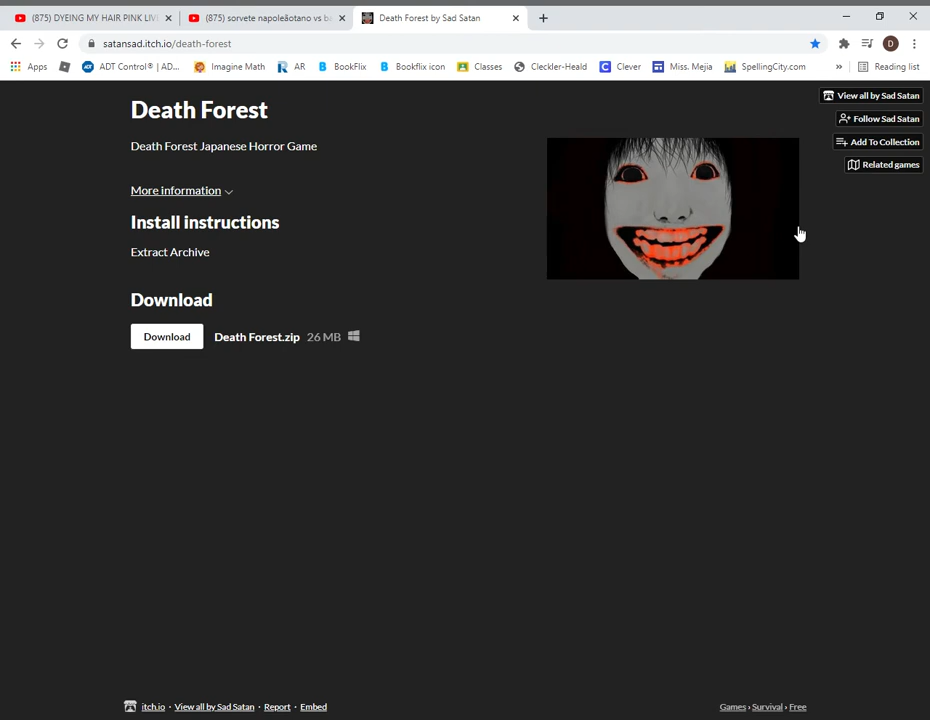 (875) DYEING MY HAIR PINK LIV
(875) sorvete napoleãotano vs ba
Death Forest by Sad Satan
satansad.itch.io/death-forest
Apps
ADT Control® | AD...
Imagine Math
AR
BookFlix
Bookflix icon
Classes
Cleckler-Heald
Clever
Miss. Mejia
SpellingCity.com
»
Reading list
D
View all by Sad Satan
Follow Sad Satan
Add To Collection
Related games
Death Forest
Death Forest Japanese Horror Game
More information
Install instructions
Extract Archive
Download
Download
Death Forest.zip 26 MB
itch.io · View all by Sad Satan · Report · Embed
Games › Survival › Free